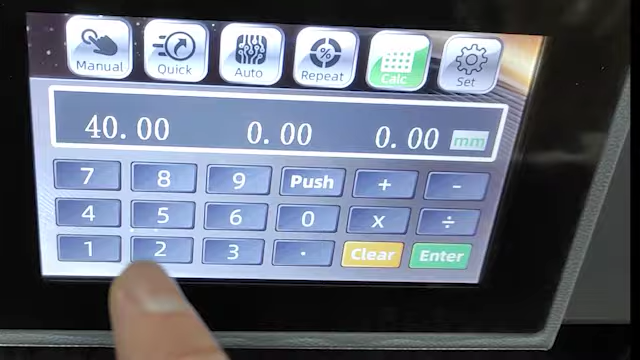 Manual Quick Auto Repeat Calc Set
40.00 0.00 0.00 mm
7 8 9 Push + -
4 5 6 0 x ÷
1 2 3 . Clear Enter